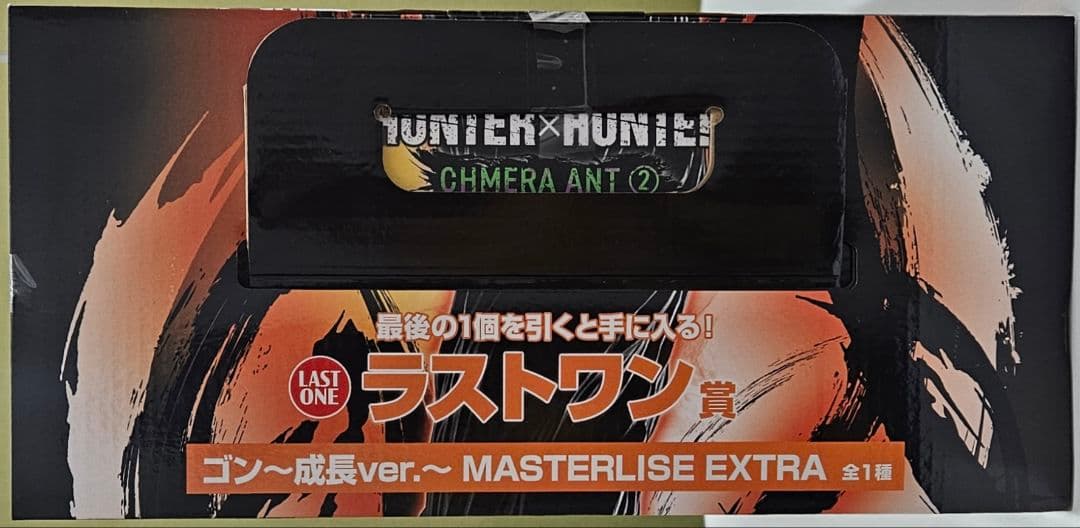 HUNTER×HUNTER
CHMERA ANT ②
最後の1個を引くと手に入る!
LAST
ONE
ラストワン賞
ゴン〜成長ver.〜 MASTERLISE EXTRA 全1種